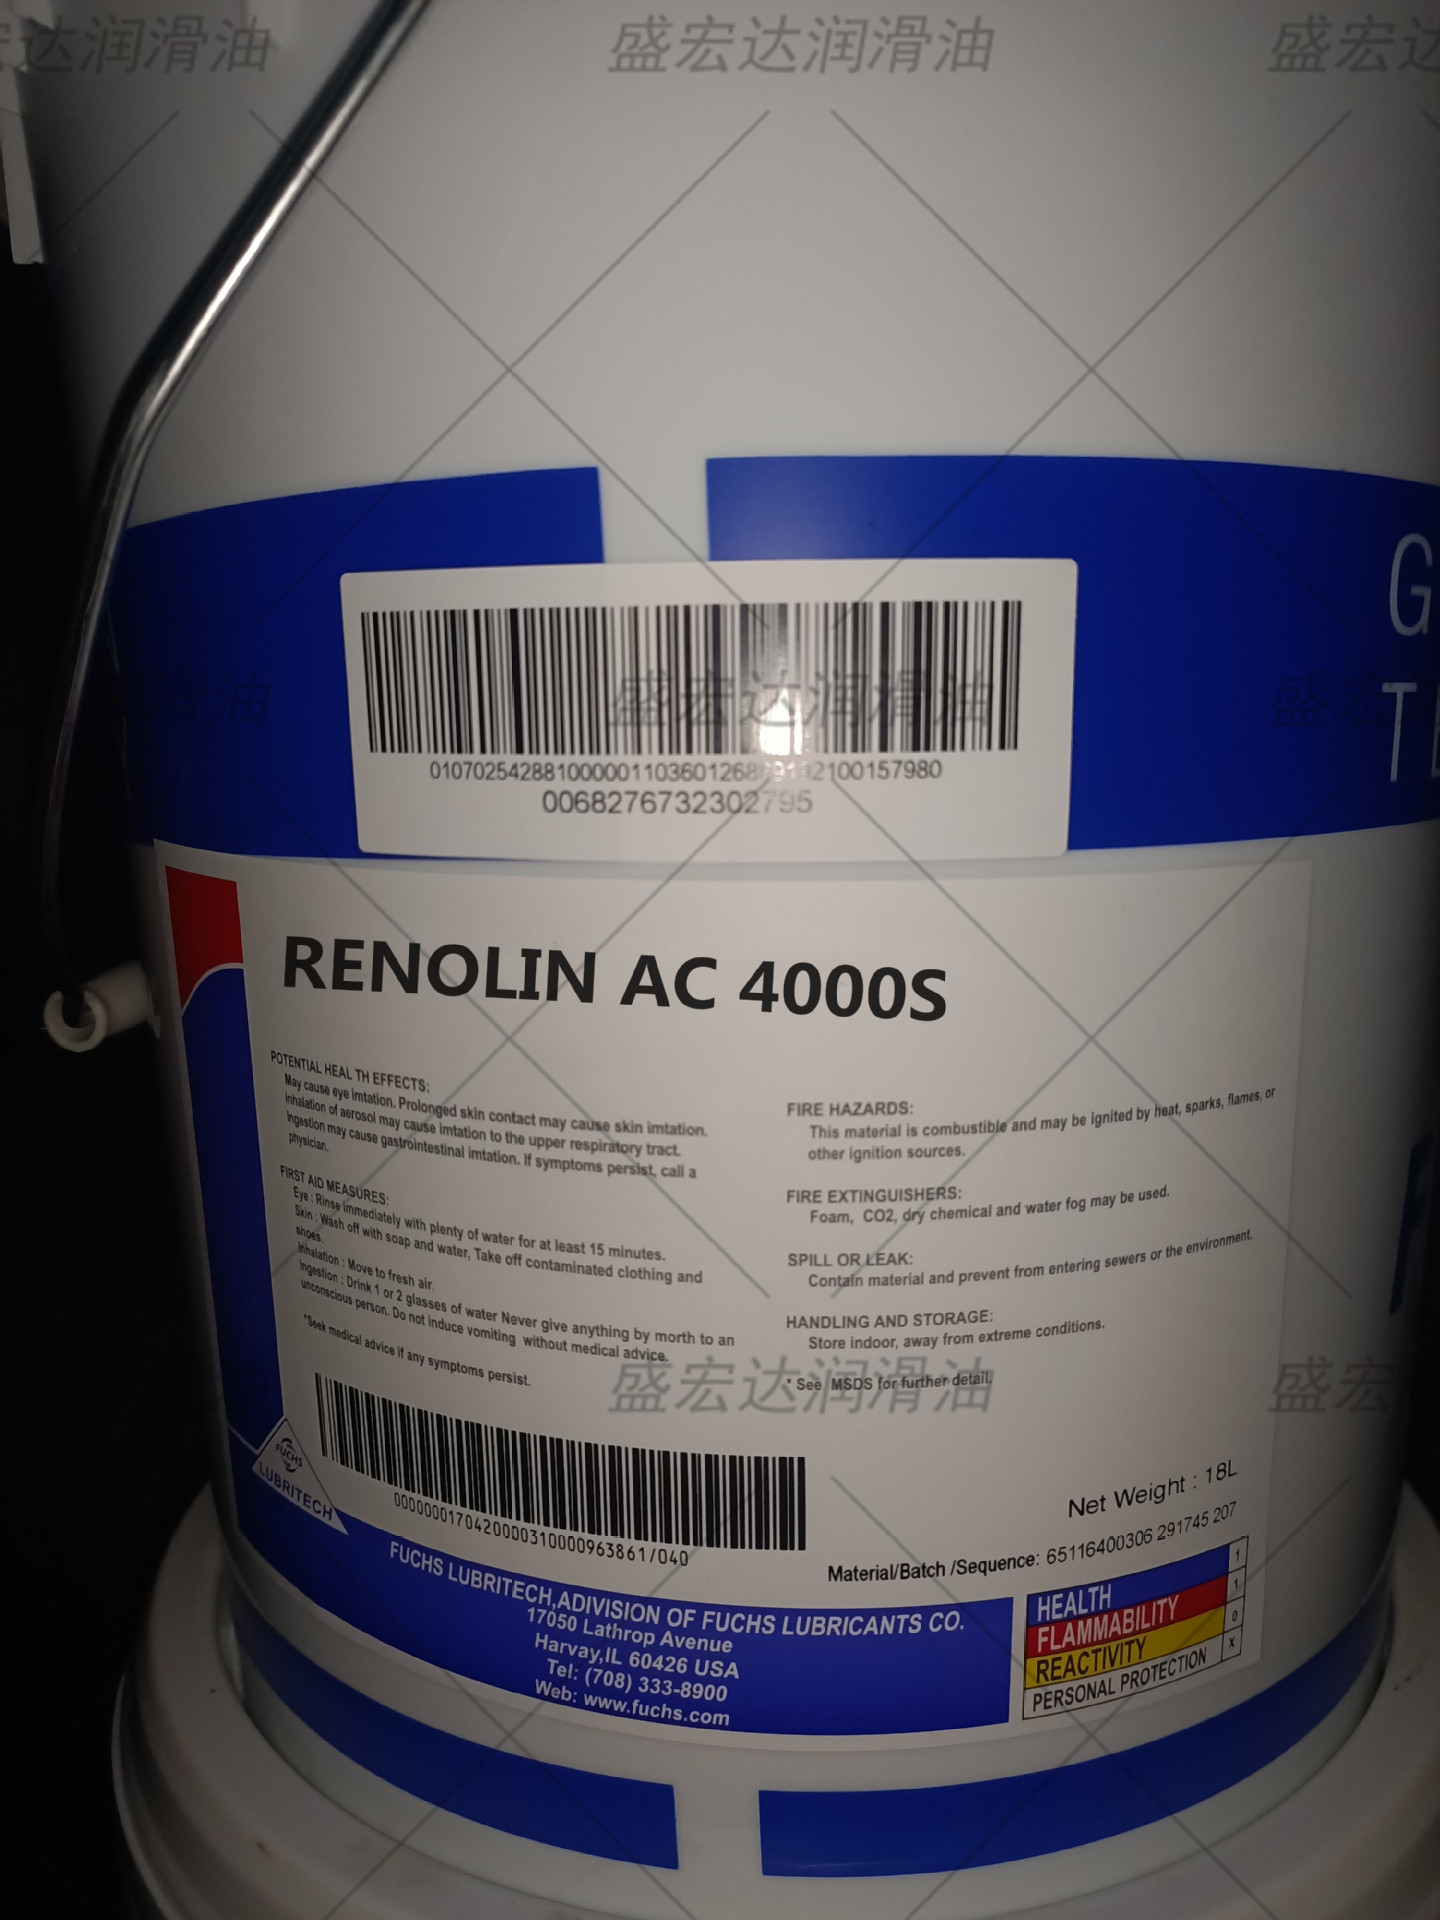 盛宏达润滑油
达润滑油
盛宏达
G
T
01070254288100000110360126
2100157980
0068276732302795
滑油
盛宏达润滑油
盛宏
RENOLIN AC 4000S
POTENTIAL HEAL TH EFFECTS:
May cause eye imtation. Prolonged skin contact may cause skin imtation.
Inhalation of aerosol may cause imtation to the upper respiratory tract.
Ingestion may cause gastrointestinal imtation. If symptoms persist, call a
physician.
FIRST AID MEASURES:
Eye : Rinse immediately with plenty of water for at least 15 minutes.
Skin : Wash off with soap and water, Take off contaminated clothing and
shoes.
Inhalation : Move to fresh air.
Ingestion : Drink 1 or 2 glasses of water Never give anything by morth to an
unconscious person. Do not induce vomiting without medical advice.
*Seek medical advice if any symptoms persist.
FIRE HAZARDS:
This material is combustible and may be ignited by heat, sparks, flames, or
other ignition sources.
FIRE EXTINGUISHERS:
Foam, CO2, dry chemical and water fog may be used.
SPILL OR LEAK:
Contain material and prevent from entering sewers or the environment.
HANDLING AND STORAGE:
Store indoor, away from extreme conditions.
* See MSDS for further detail.
盛宏达润滑油
盛宏
FUCHS
LUBRITECH
0000000170420000310000963861/040
Net Weight : 18L
Material/Batch /Sequence: 65116400306 291745 207
FUCHS LUBRITECH,ADIVISION OF FUCHS LUBRICANTS CO.
17050 Lathrop Avenue
Harvay,IL 60426 USA
Tel: (708) 333-8900
Web: www.fuchs.com
HEALTH 1
FLAMMABILITY 1
REACTIVITY 0
PERSONAL PROTECTION X